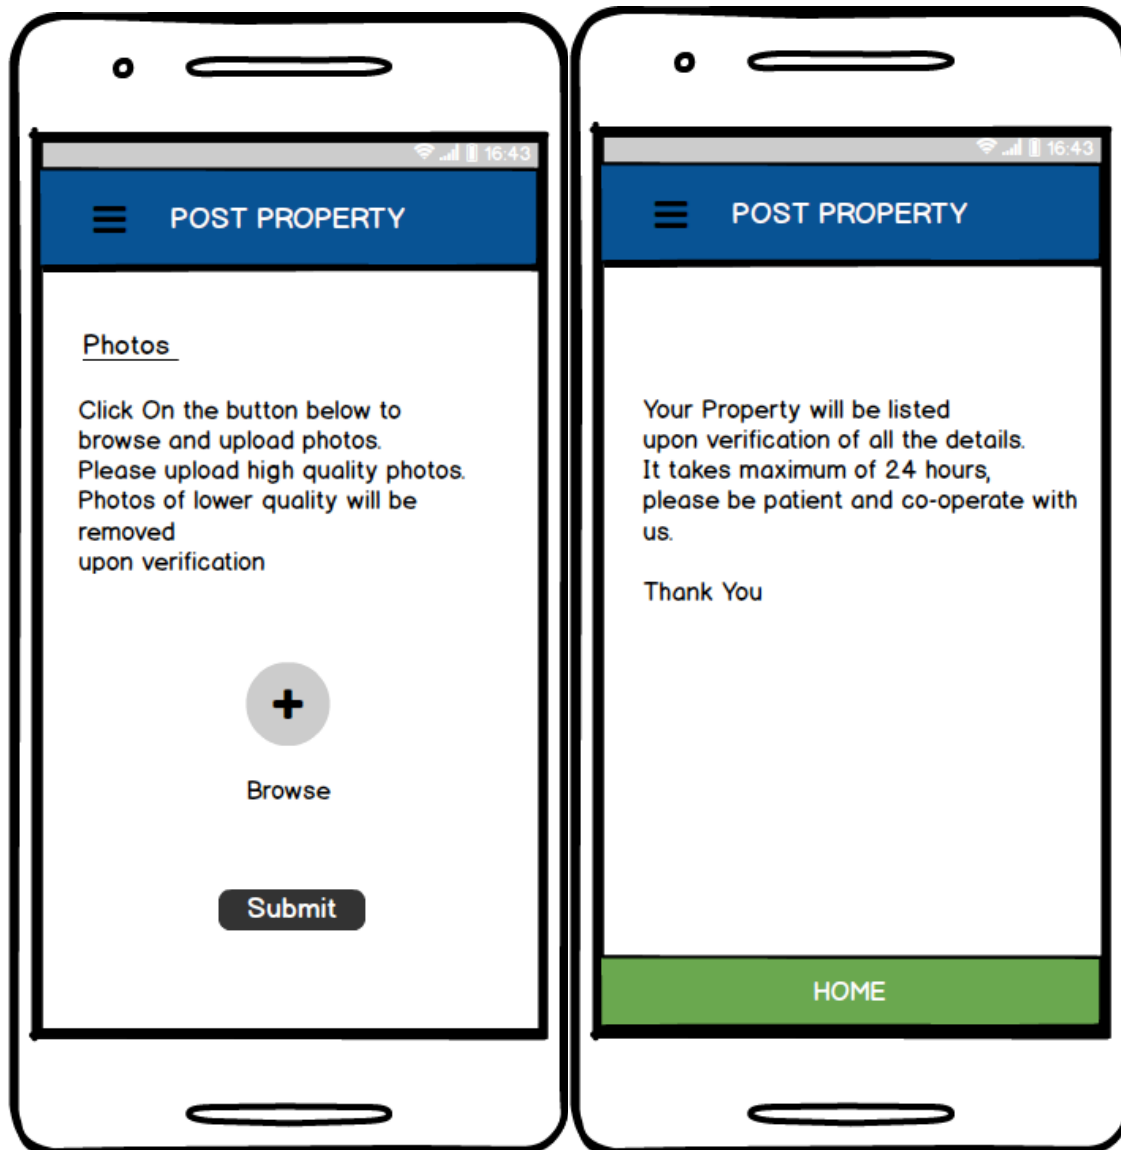 16:43
POST PROPERTY
Photos
Click On the button below to
browse and upload photos.
Please upload high quality photos.
Photos of lower quality will be
removed
upon verification
Browse
Submit
16:43
POST PROPERTY
Your Property will be listed
upon verification of all the details.
It takes maximum of 24 hours,
please be patient and co-operate with
us.
Thank You
HOME